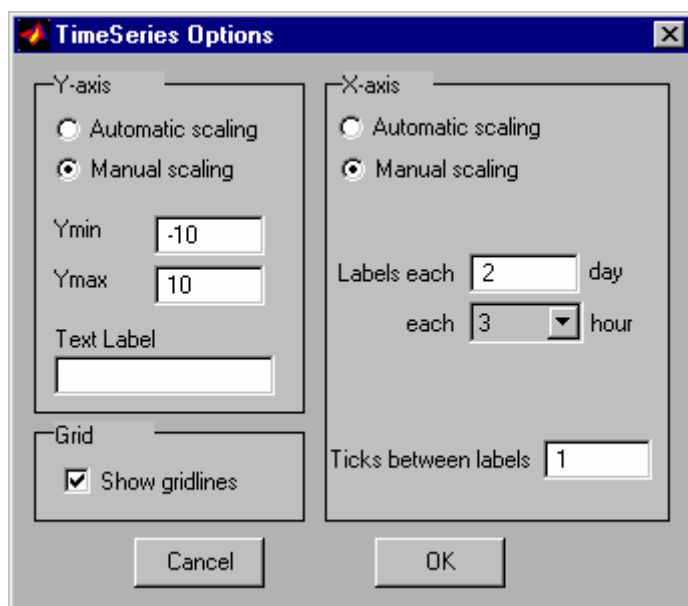 TimeSeries Options
Y-axis
Automatic scaling
Manual scaling
Ymin -10
Ymax 10
Text Label
Grid
Show gridlines
X-axis
Automatic scaling
Manual scaling
Labels each 2 day
each 3 hour
Ticks between labels 1
Cancel
OK